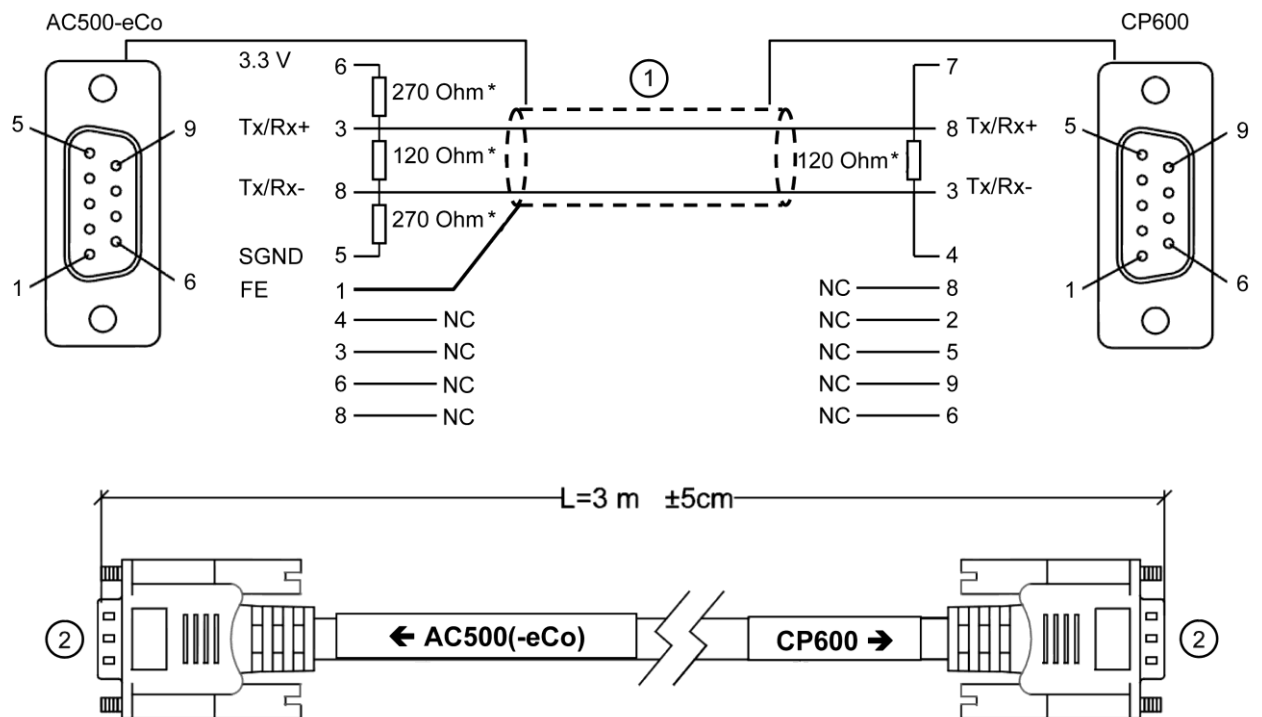 AC500-eCo
CP600
3.3 V 6
270 Ohm*
1
7
5
9
Tx/Rx+ 3
8 Tx/Rx+
5
9
120 Ohm*
120 Ohm*
Tx/Rx- 8
3 Tx/Rx-
270 Ohm*
SGND 5
4
1
6
FE 1
NC 8
1
6
4 NC
NC 2
3 NC
NC 5
6 NC
NC 9
8 NC
NC 6
L=3 m ±5cm
2
← AC500(-eCo)
CP600 →
2